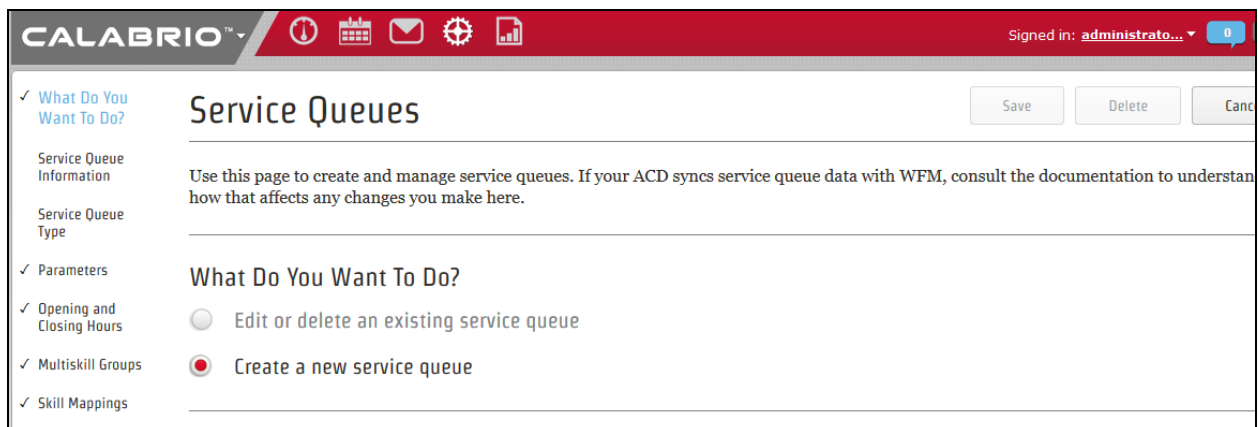 CALABRIO™
Signed in: administrato...
0
✓ What Do You
Want To Do?
Service Queue
Information
Service Queue
Type
✓ Parameters
✓ Opening and
Closing Hours
✓ Multiskill Groups
✓ Skill Mappings
Service Queues
Save
Delete
Canc
Use this page to create and manage service queues. If your ACD syncs service queue data with WFM, consult the documentation to understan
how that affects any changes you make here.
What Do You Want To Do?
Edit or delete an existing service queue
Create a new service queue